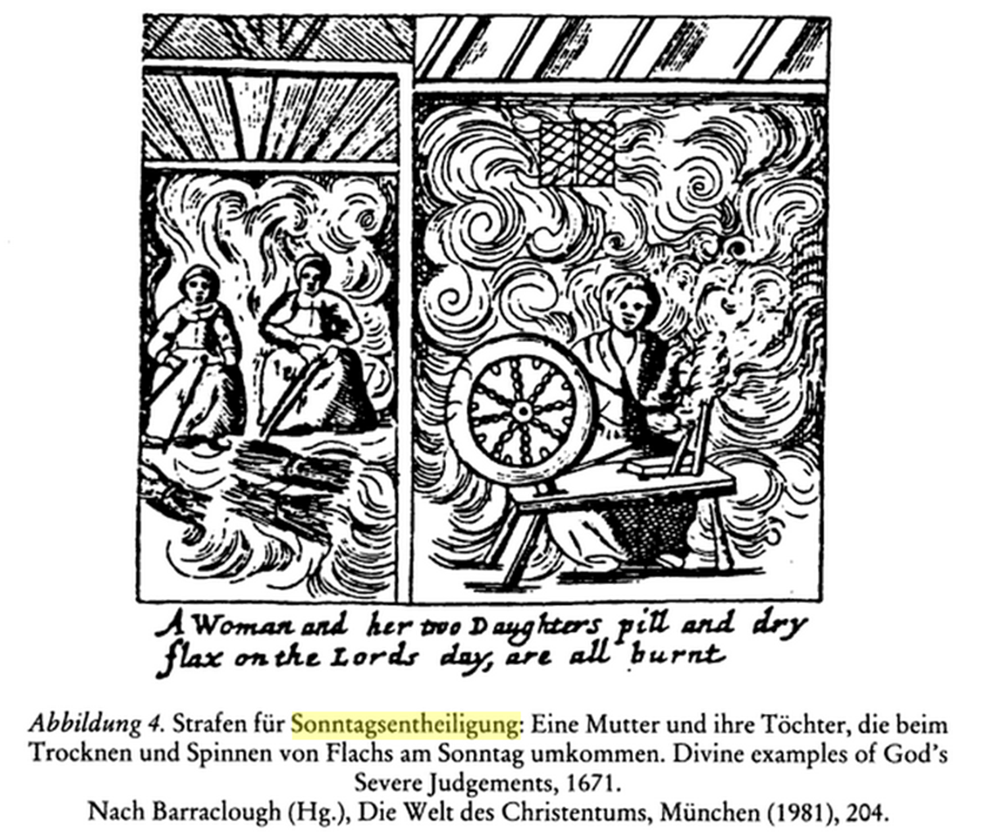 A Woman and her two Daughters pill and dry
flax on the Lords day, are all burnt
Abbildung 4. Strafen für Sonntagsentheiligung: Eine Mutter und ihre Töchter, die beim
Trocknen und Spinnen von Flachs am Sonntag umkommen. Divine examples of God's
Severe Judgements, 1671.
Nach Barraclough (Hg.), Die Welt des Christentums, München (1981), 204.